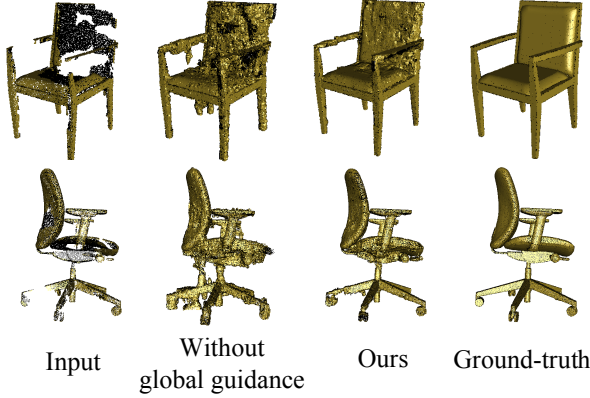 Input
Without
global guidance
Ours
Ground-truth